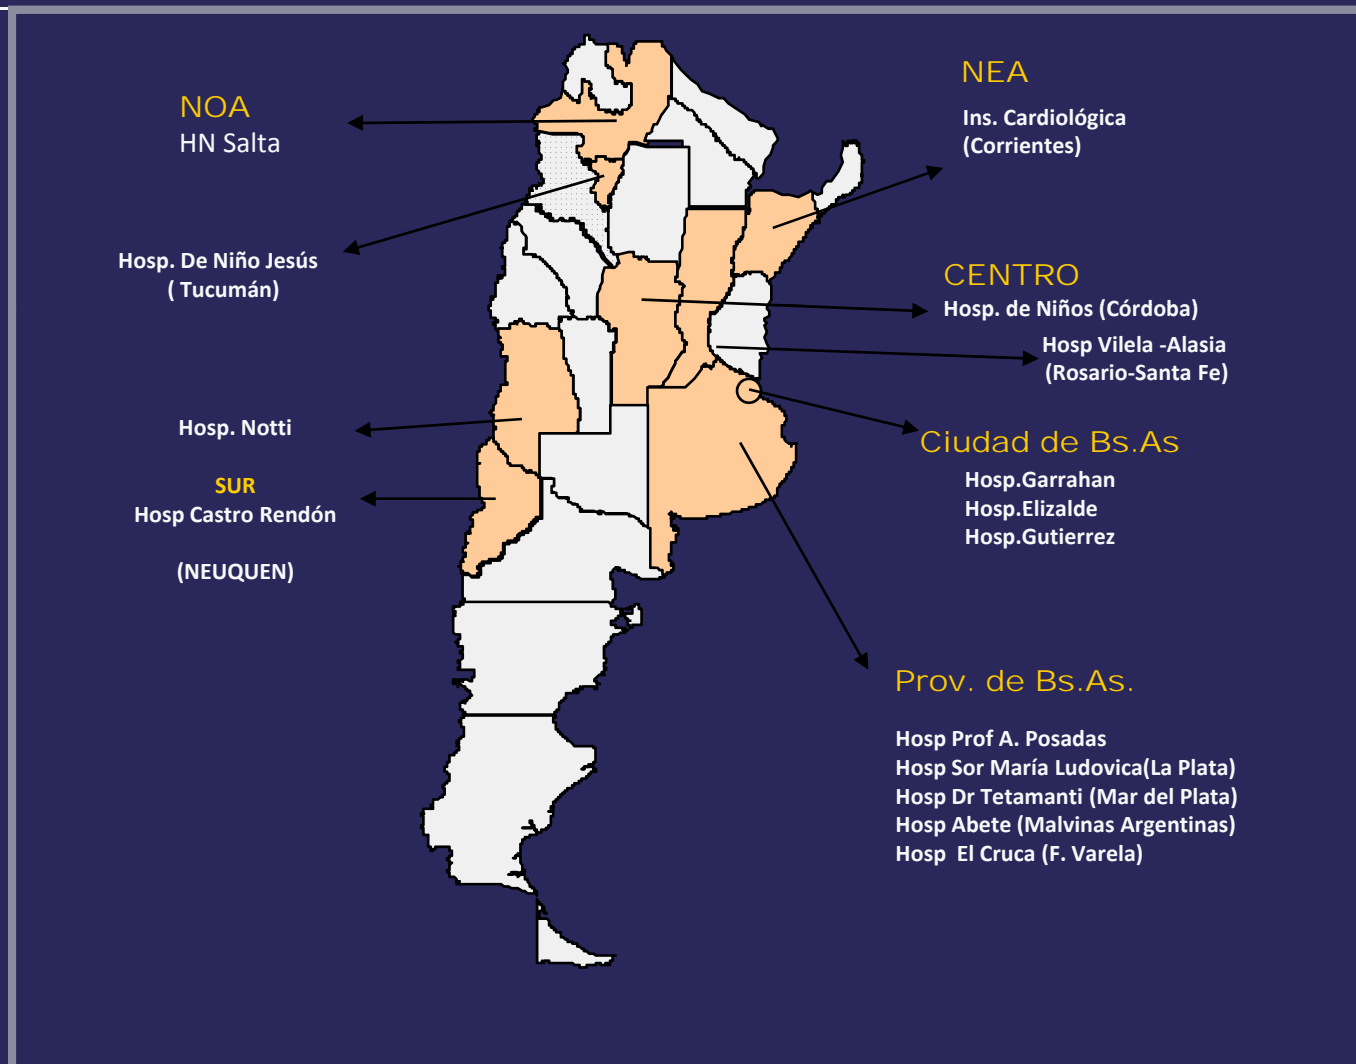 NOA
HN Salta
Hosp. De Niño Jesús
( Tucumán)
Hosp. Notti
SUR
Hosp Castro Rendón
(NEUQUEN)
NEA
Ins. Cardiológica
(Corrientes)
CENTRO
Hosp. de Niños (Córdoba)
Hosp Vilela -Alasia
(Rosario-Santa Fe)
Ciudad de Bs.As
Hosp.Garrahan
Hosp.Elizalde
Hosp.Gutierrez
Prov. de Bs.As.
Hosp Prof A. Posadas
Hosp Sor María Ludovica(La Plata)
Hosp Dr Tetamanti (Mar del Plata)
Hosp Abete (Malvinas Argentinas)
Hosp  El Cruca (F. Varela)